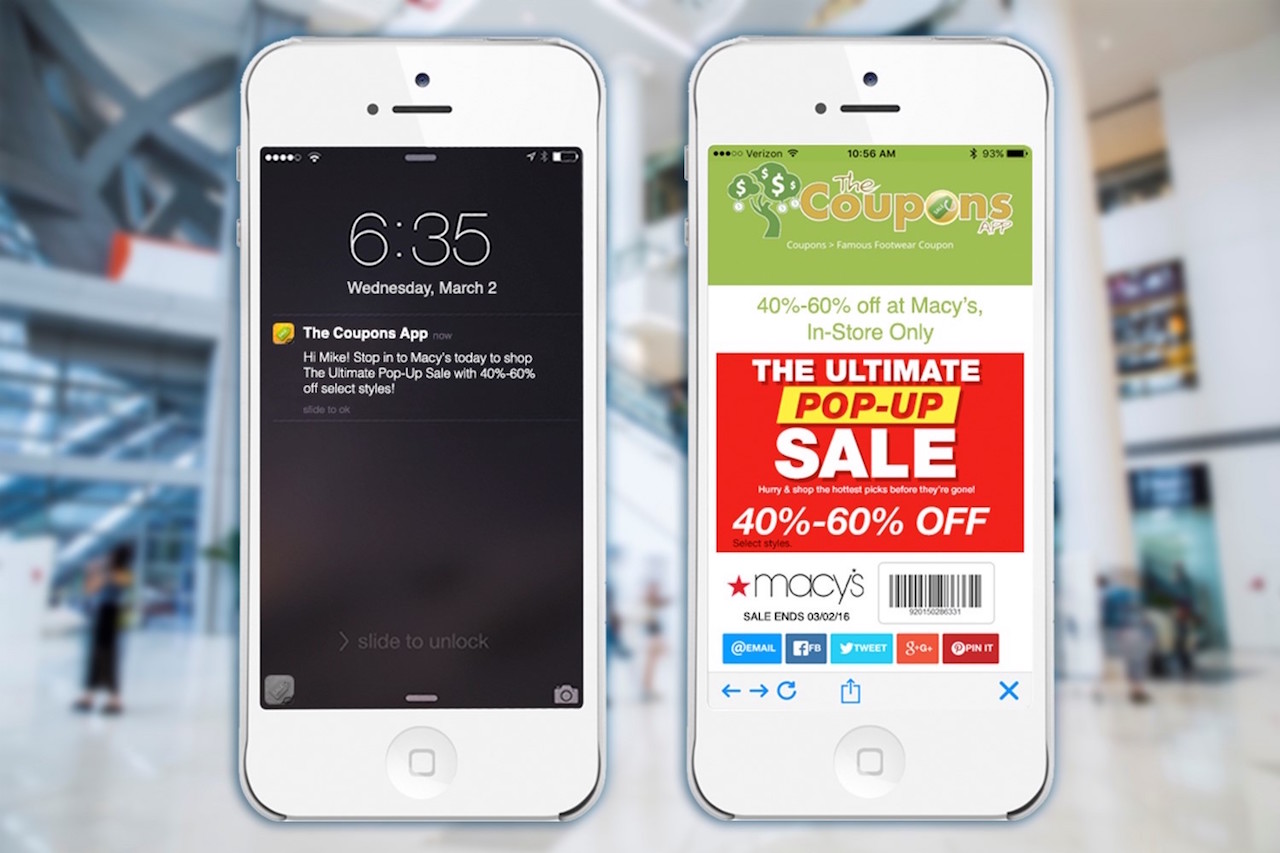 6:35
Wednesday, March 2
The Coupons App now
Hi Mike! Stop in to Macy's today to shop
The Ultimate Pop-Up Sale with 40%-60%
off select styles!
slide to ok
> slide to unlock
Verizon 10:56 AM 93%
$ $ $ $
The
Coupons
APP
Coupons > Famous Footwear Coupon
40%-60% off at Macy's,
In-Store Only
THE ULTIMATE
POP-UP
SALE
Hurry & shop the hottest picks before they're gone!
40%-60% OFF
Select styles.
macy's
SALE ENDS 03/02/16
920150286331
@EMAIL FB TWEET g+ G+ PIN IT